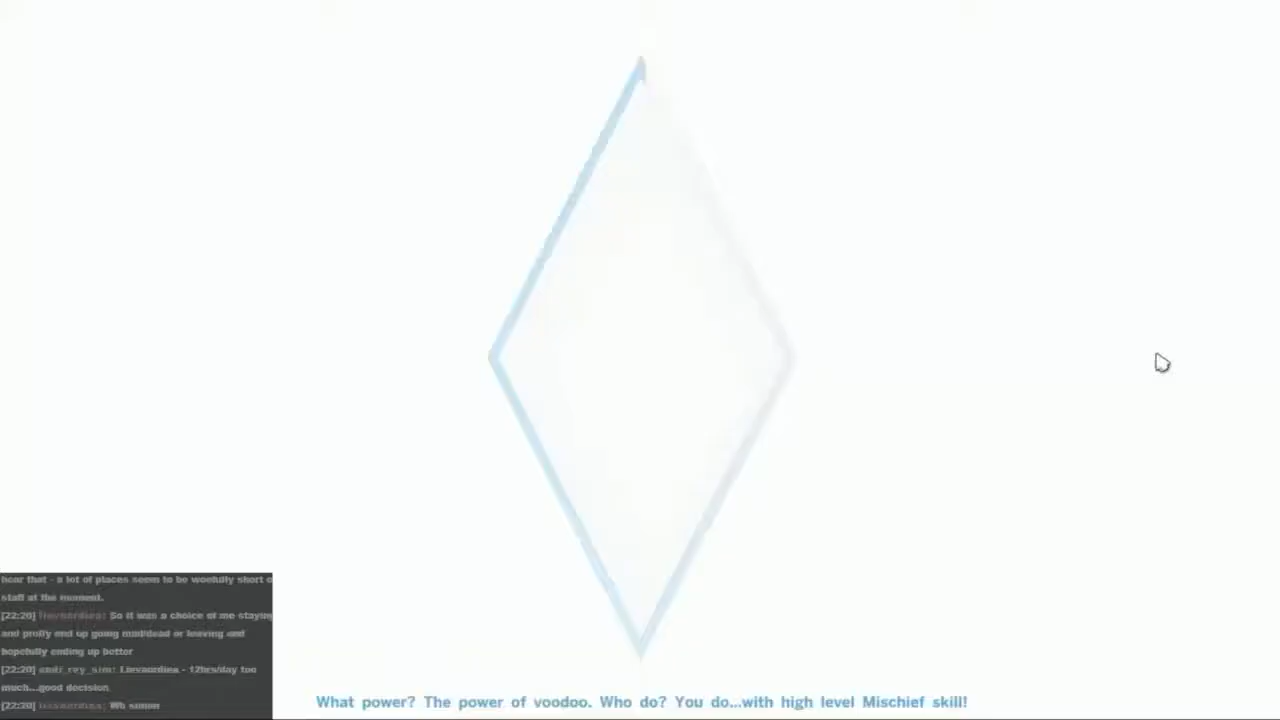 hear that - a lot of places seem to be woefully short o
staff at the moment.
[22:20] : So it was a choice of me staying
and proffy end up going mad/dead or leaving and
hopefully ending up better
[22:20] : - 12hrs/day too
much...good decision
[22:20] : Wb
What power? The power of voodoo. Who do? You do...with high level Mischief skill!